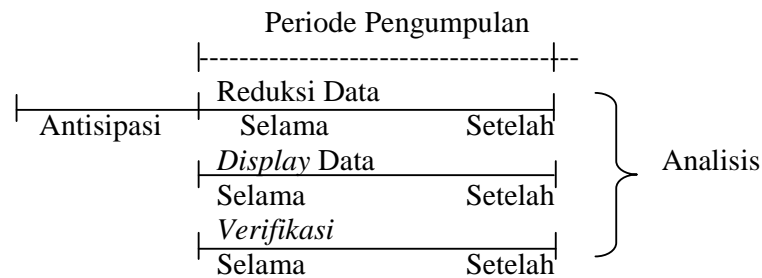 Periode Pengumpulan
Reduksi Data
Antisipasi Selama Setelah
Display Data
Analisis
Selama Setelah
Verifikasi
Selama Setelah